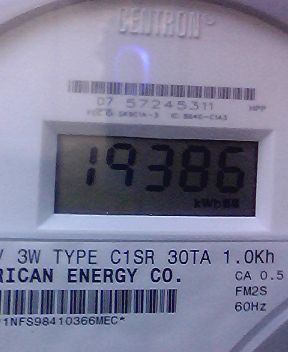 CENTRON®
07 57245311 HPP
19386
kWh
V 3W TYPE C1SR 30TA 1.0Kh
RICAN ENERGY CO. CA 0.5
FM2S
60Hz
1NFS98410366MEC*